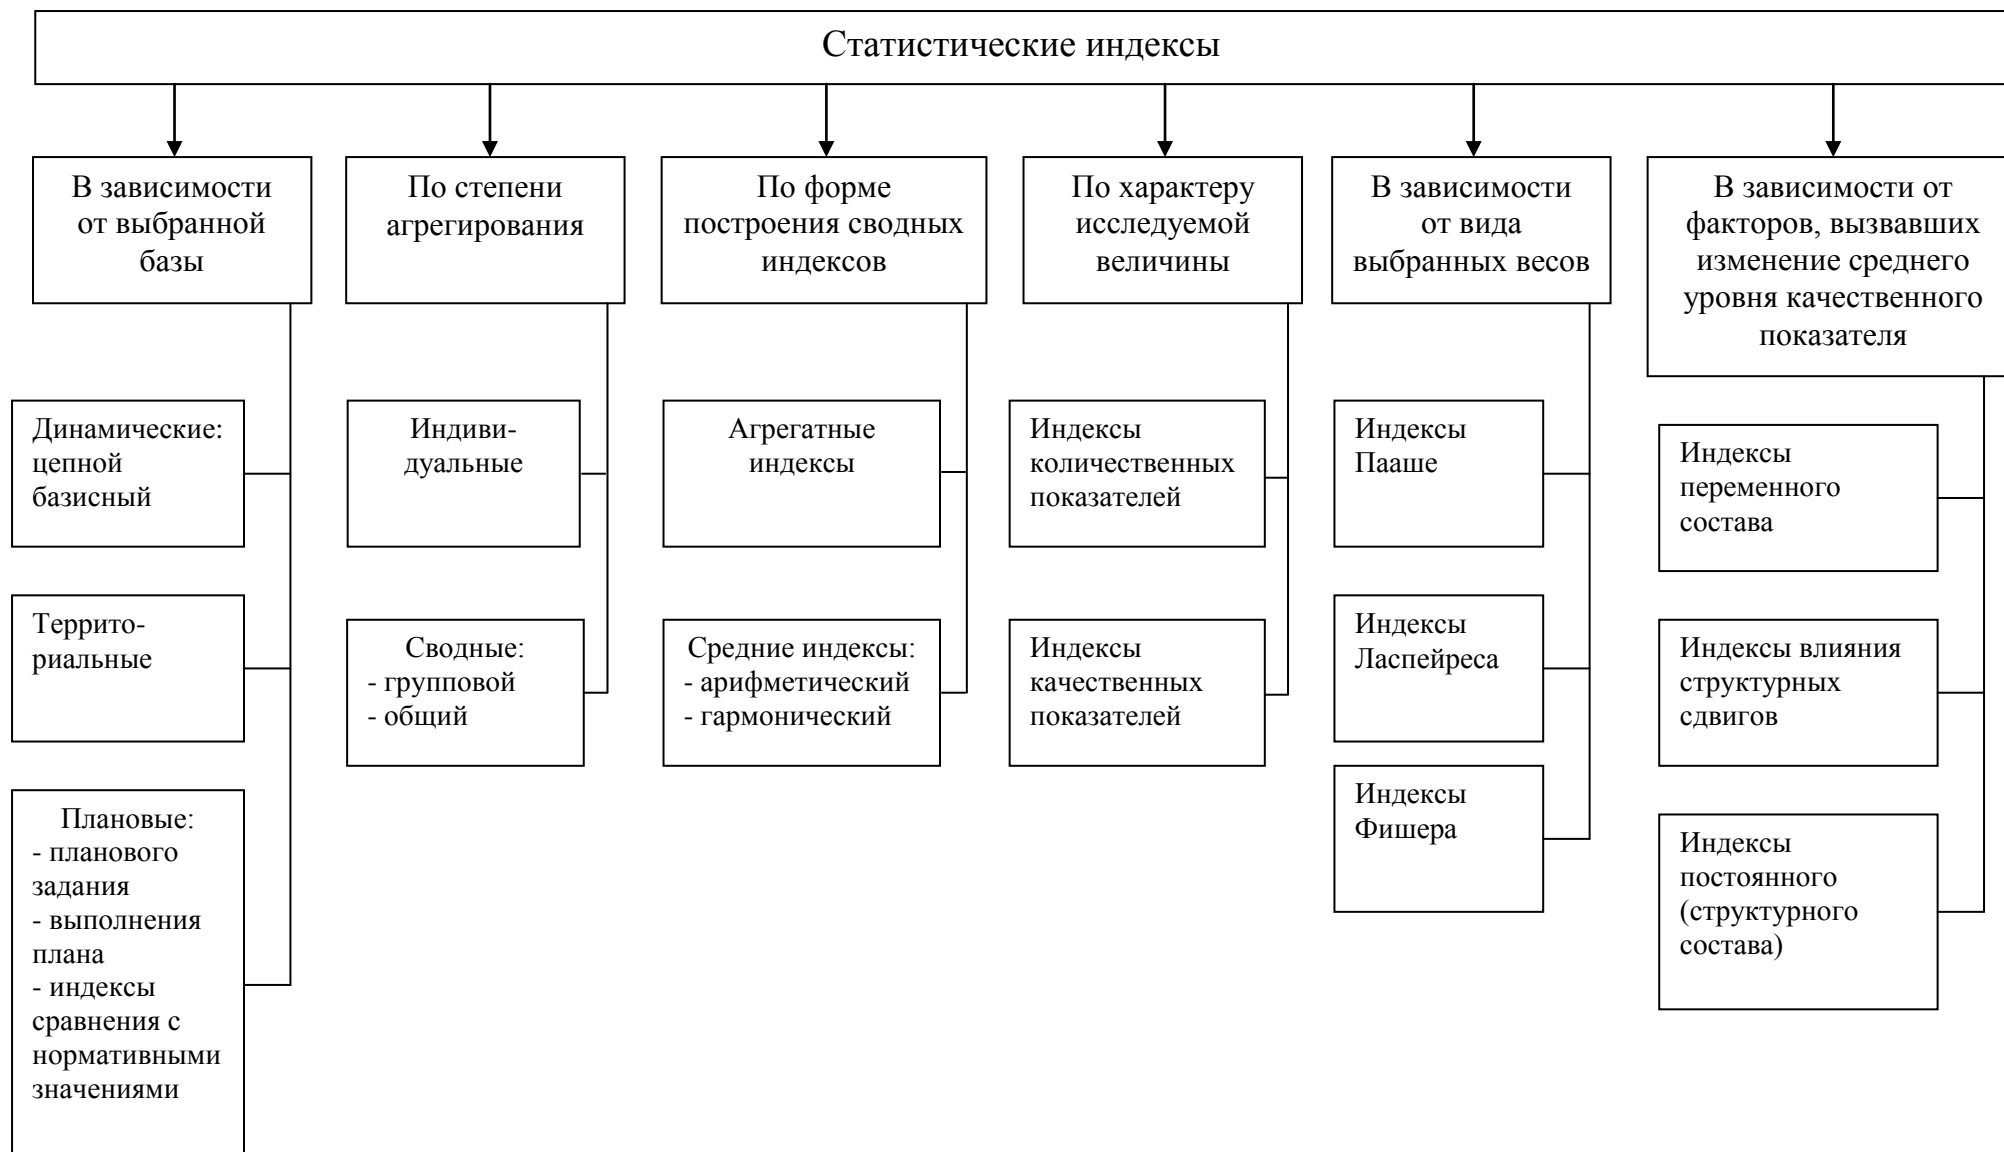 Статистические индексы
В зависимости
от выбранной
базы
По степени
агрегирования
По форме
построения сводных
индексов
По характеру
исследуемой
величины
В зависимости
от вида
выбранных весов
В зависимости от
факторов, вызвавших
изменение среднего
уровня качественного
показателя
Динамические:
цепной
базисный
Террито-
риальные
Плановые:
- планового
задания
- выполнения
плана
- индексы
сравнения с
нормативными
значениями
Индиви-
дуальные
Сводные:
- групповой
- общий
Агрегатные
индексы
Средние индексы:
- арифметический
- гармонический
Индексы
количественных
показателей
Индексы
качественных
показателей
Индексы
Пааше
Индексы
Ласпейреса
Индексы
Фишера
Индексы
переменного
состава
Индексы влияния
структурных
сдвигов
Индексы
постоянного
(структурного
состава)